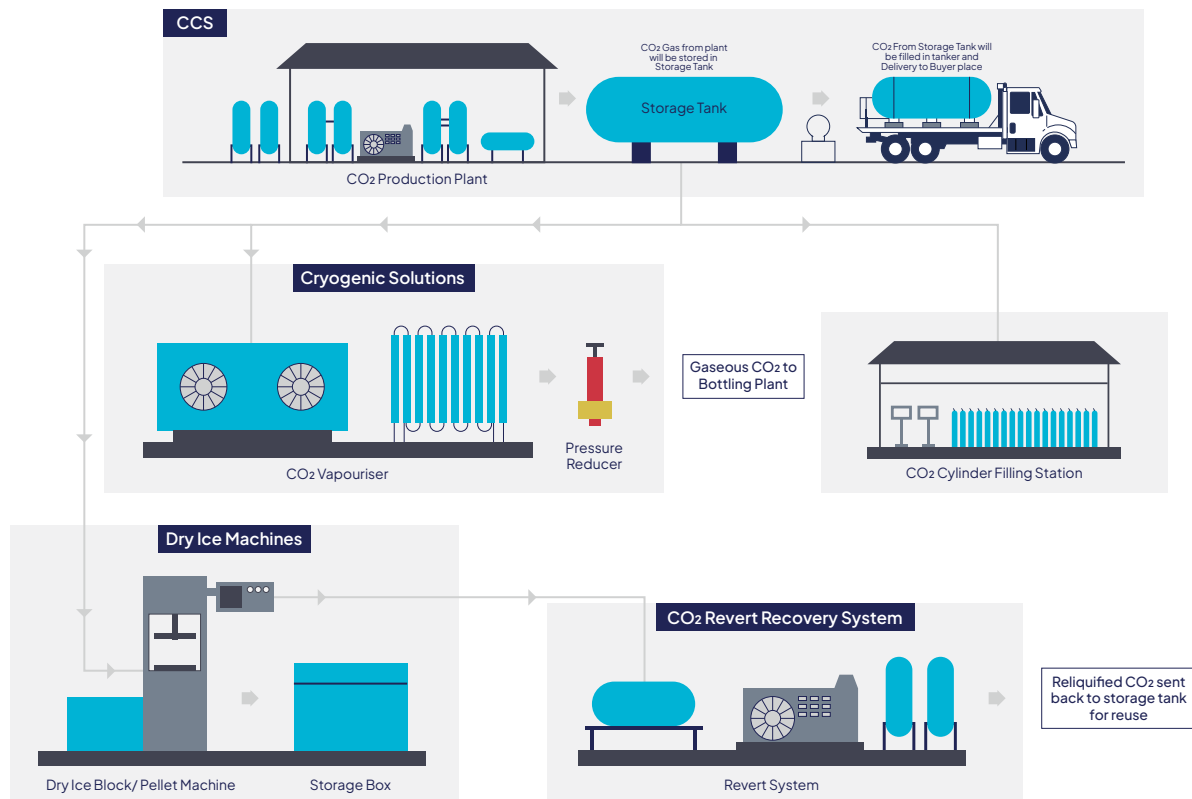 CCS
CO₂ Gas from plant
will be stored in
Storage Tank
CO₂ From Storage Tank will
be filled in tanker and
Delivery to Buyer place
Storage Tank
CO₂ Production Plant
Cryogenic Solutions
CO₂ Vapouriser
Pressure
Reducer
Gaseous CO₂ to
Bottling Plant
CO₂ Cylinder Filling Station
Dry Ice Machines
Dry Ice Block/ Pellet Machine
Storage Box
CO₂ Revert Recovery System
Revert System
Reliquified CO₂ sent
back to storage tank
for reuse